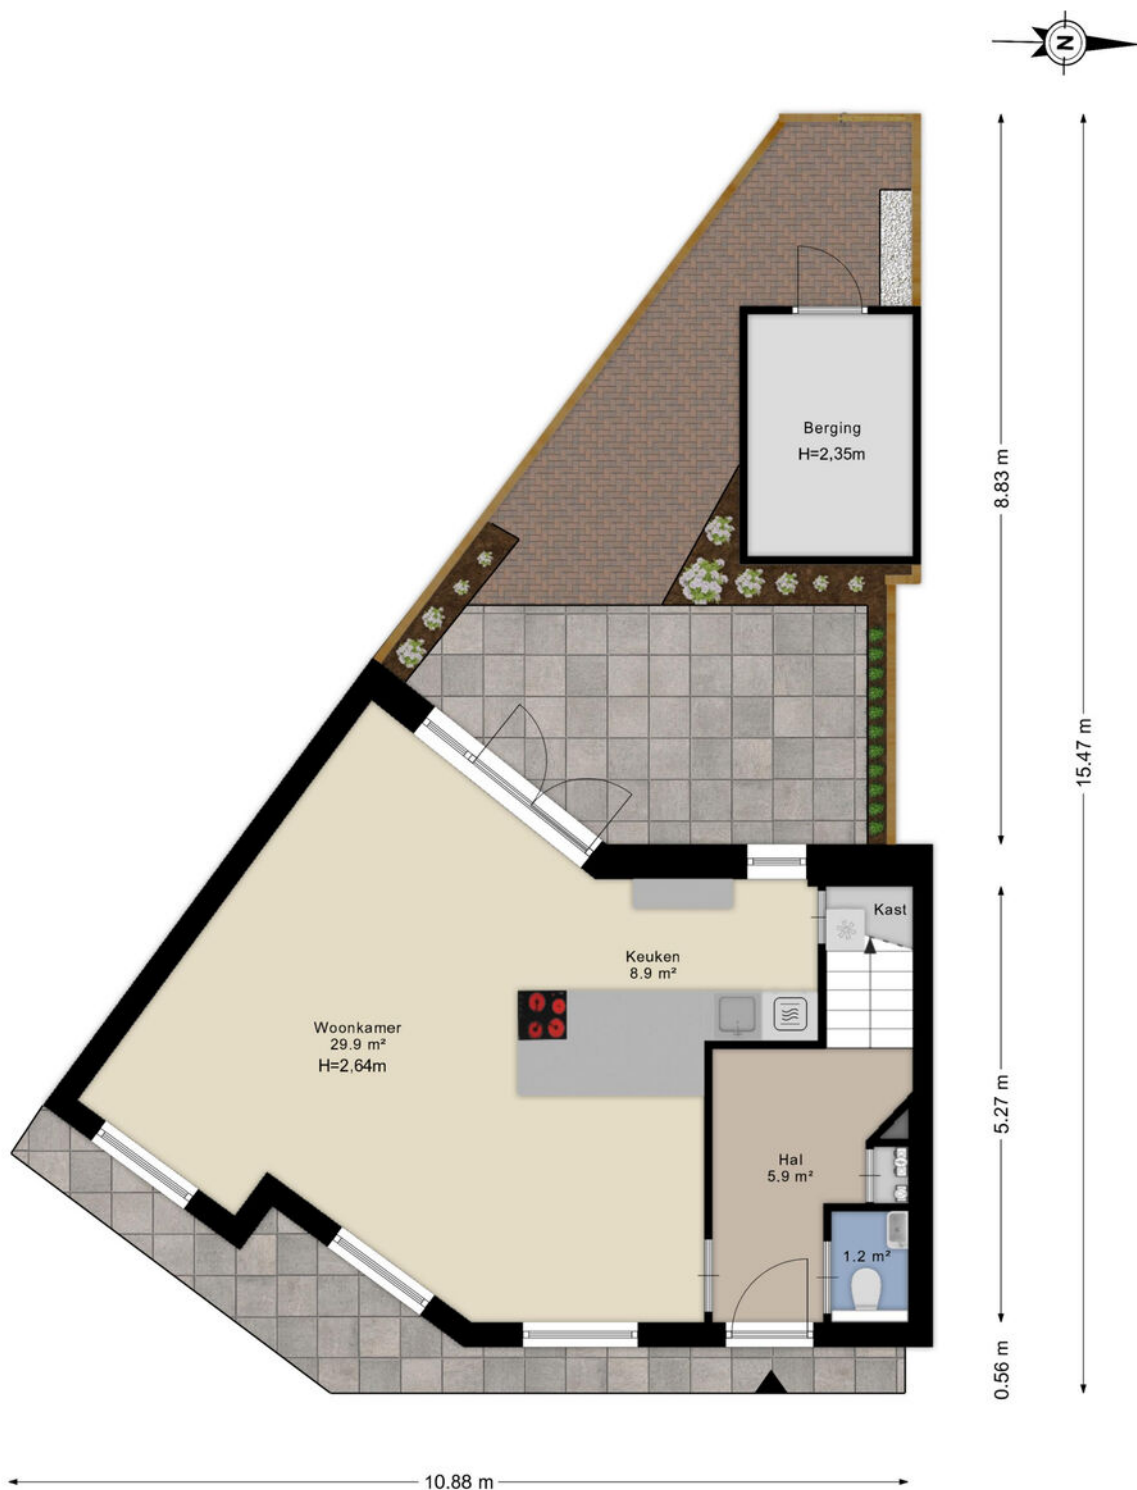 N
Berging
H=2,35m
8.83 m
15.47 m
Kast
Keuken
8.9 m²
Woonkamer
29.9 m²
H=2,64m
5.27 m
Hal
5.9 m²
1.2 m²
0.56 m
10.88 m